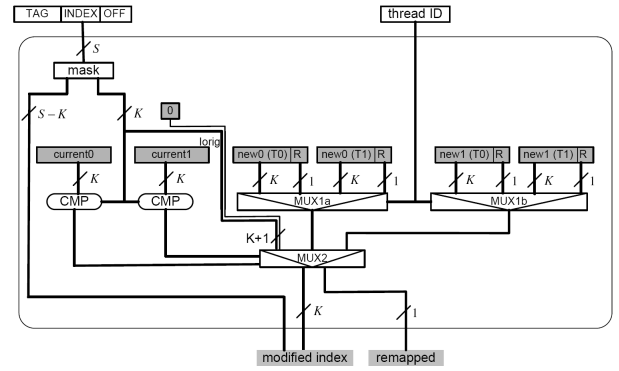 TAG INDEX OFF thread ID
S
mask
S – K K 0
Iorig
current0 current1 new0 (T0) R new0 (T1) R new1 (T0) R new1 (T1) R
K K K 1 K 1 K 1 K 1
CMP CMP MUX1a MUX1b
K+1
MUX2
K 1
modified index remapped